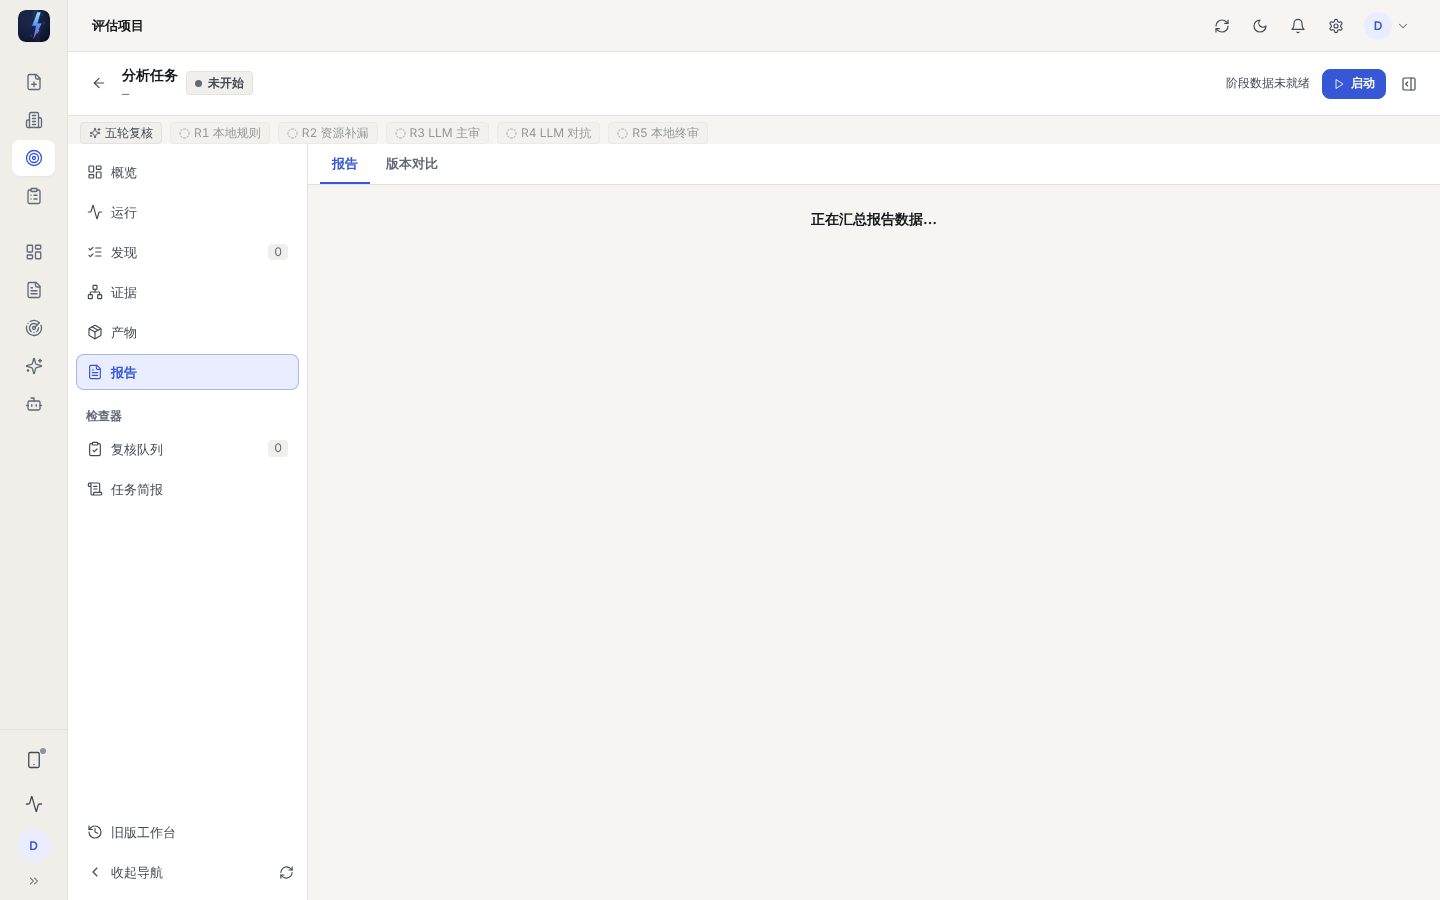 评估项目
D
分析任务
—
未开始
阶段数据未就绪
启动
五轮复核
R1 本地规则
R2 资源补漏
R3 LLM 主审
R4 LLM 对抗
R5 本地终审
概览
运行
发现
0
证据
产物
报告
检查器
复核队列
0
任务简报
旧版工作台
收起导航
报告
版本对比
正在汇总报告数据...
D